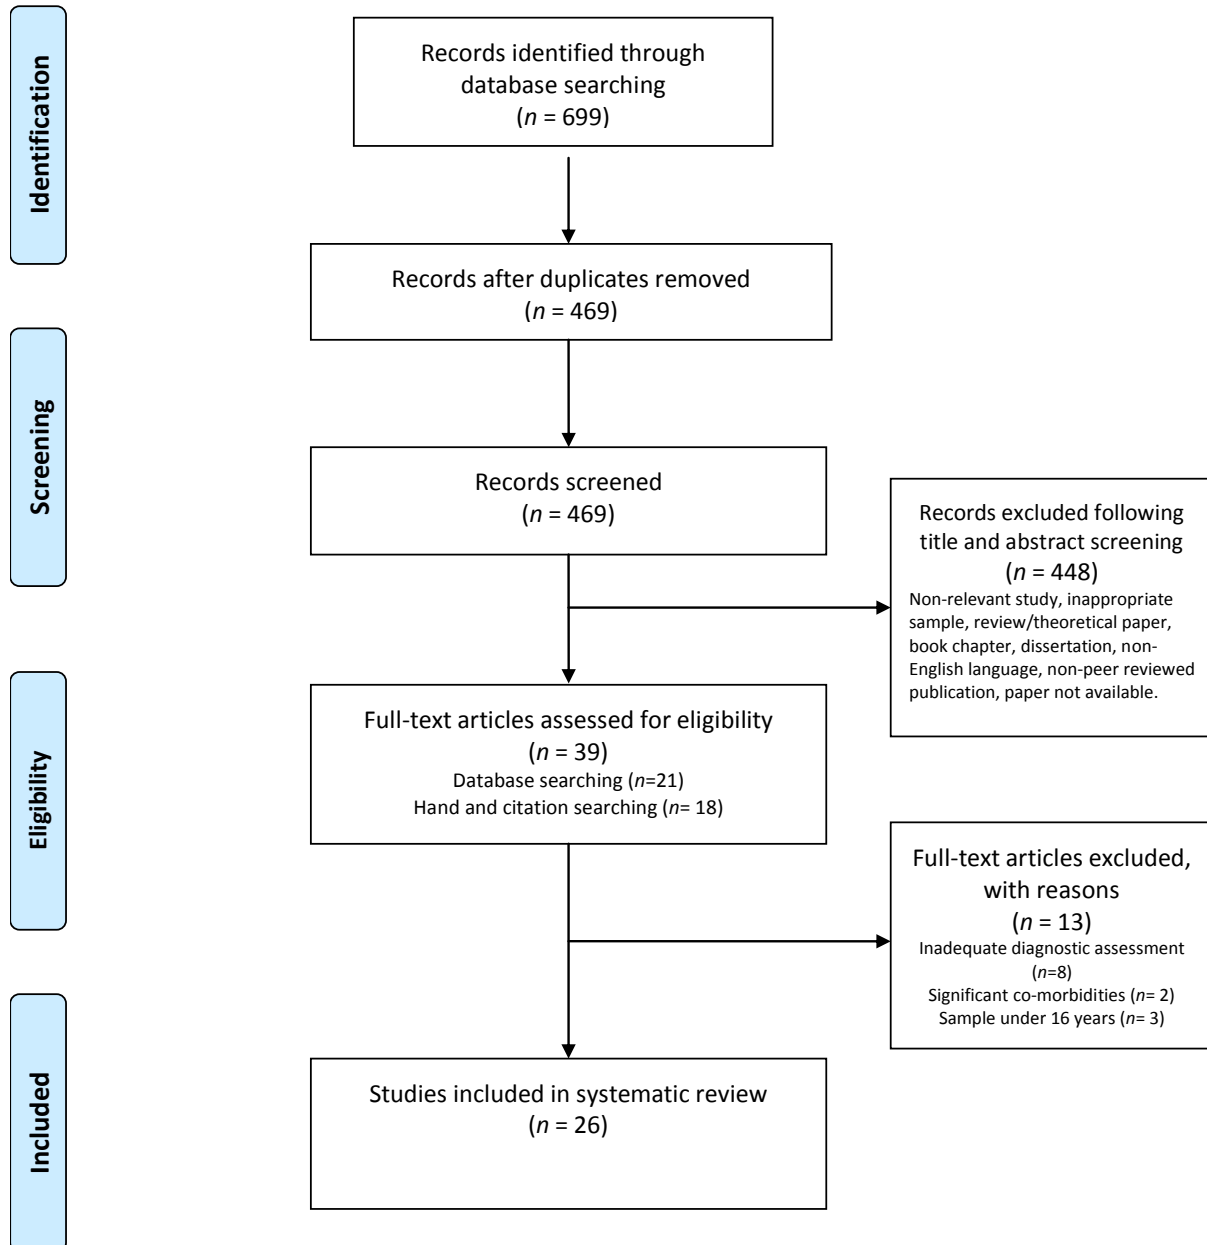 Identification
Records identified through
database searching
(n = 699)
Records after duplicates removed
(n = 469)
Screening
Records screened
(n = 469)
Records excluded following
title and abstract screening
(n = 448)
Non-relevant study, inappropriate
sample, review/theoretical paper,
book chapter, dissertation, non-
English language, non-peer reviewed
publication, paper not available.
Eligibility
Full-text articles assessed for eligibility
(n = 39)
Database searching (n=21)
Hand and citation searching (n= 18)
Full-text articles excluded,
with reasons
(n = 13)
Inadequate diagnostic assessment
(n=8)
Significant co-morbidities (n= 2)
Sample under 16 years (n= 3)
Included
Studies included in systematic review
(n = 26)